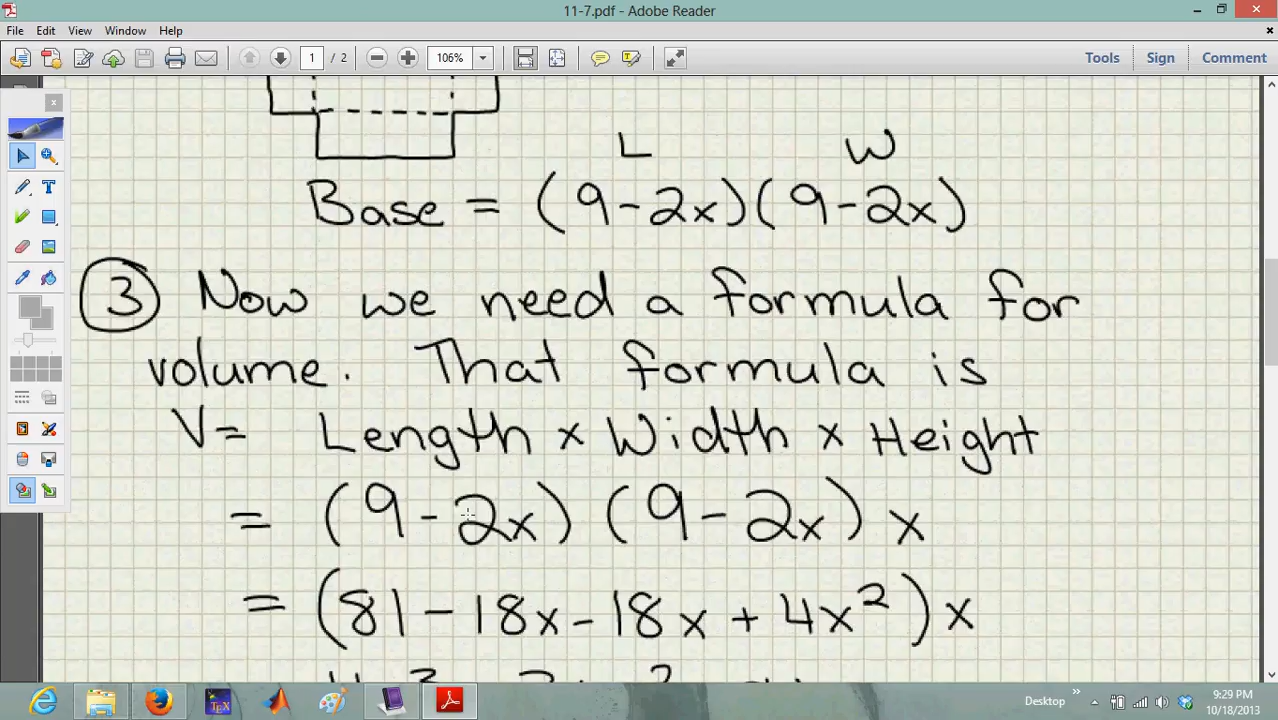 11-7.pdf - Adobe Reader
File Edit View Window Help
1 / 2 106% Tools Sign Comment
L W
Base = (9-2x)(9-2x)
3 Now we need a formula for
volume. That formula is
V= Length x Width x Height
= (9-2x) (9-2x) x
= (81 - 18x - 18x + 4x²) x
Desktop »
9:29 PM
10/18/2013